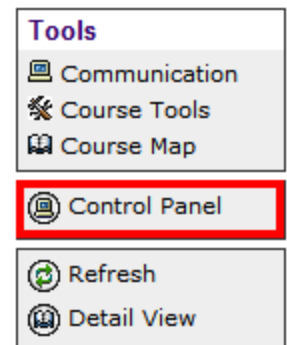 Tools
Communication
Course Tools
Course Map
Control Panel
Refresh
Detail View